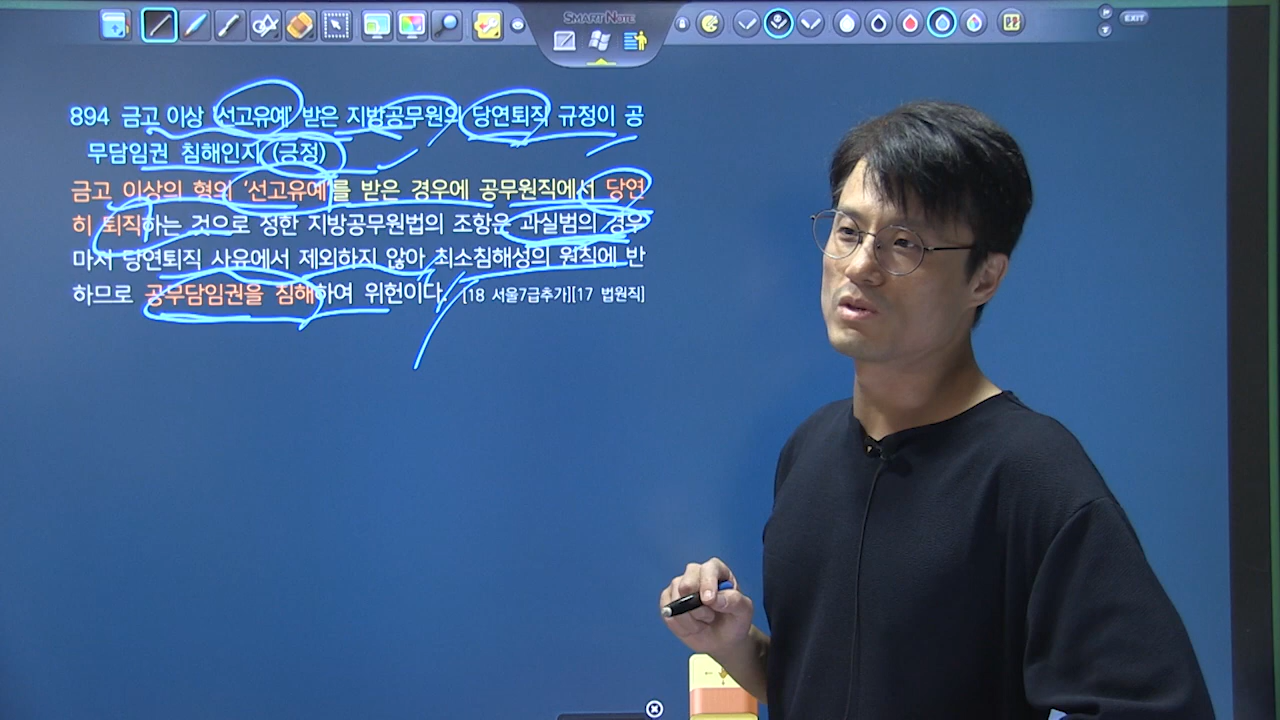 SMART NOTE
EXIT
894 금고 이상 '선고유예' 받은 지방공무원의 당연퇴직 규정이 공
무담임권 침해인지 (긍정)
금고 이상의 형의 '선고유예'를 받은 경우에 공무원직에서 당연
히 퇴직하는 것으로 정한 지방공무원법의 조항은 과실범의 경우
마저 당연퇴직 사유에서 제외하지 않아 최소침해성의 원칙에 반
하므로 공무담임권을 침해하여 위헌이다. [18 서울7급추가][17 법원직]